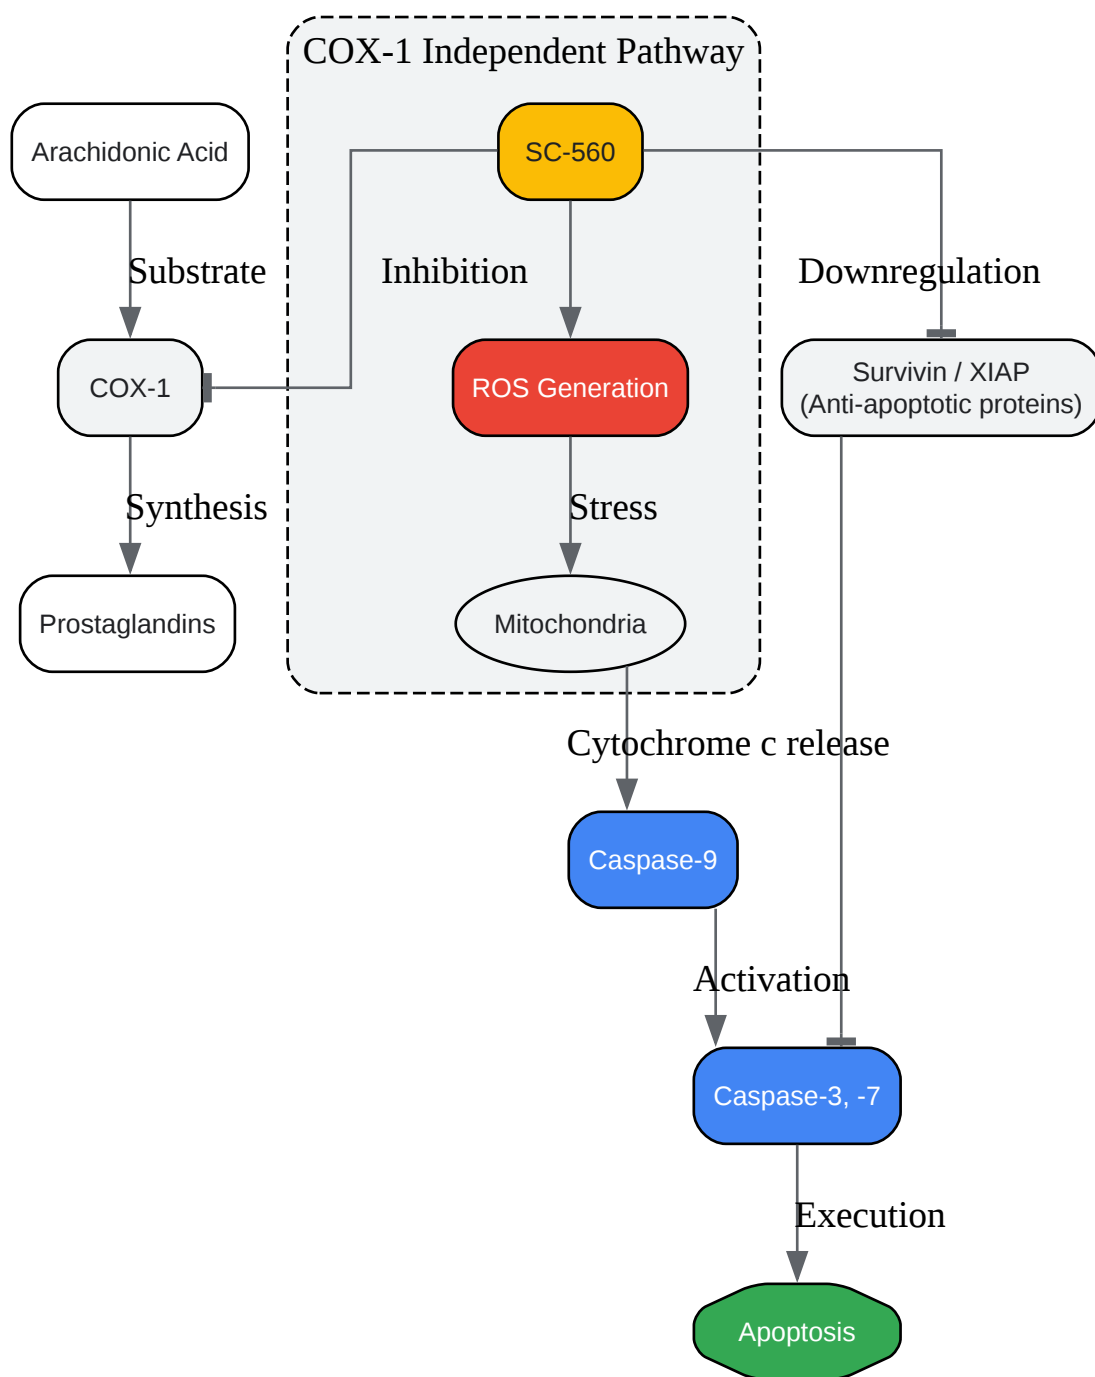 COX-1 Independent Pathway
Arachidonic Acid
SC-560
Substrate
Inhibition
Downregulation
COX-1
ROS Generation
Survivin / XIAP
(Anti-apoptotic proteins)
Synthesis
Stress
Prostaglandins
Mitochondria
Cytochrome c release
Caspase-9
Activation
Caspase-3, -7
Execution
Apoptosis